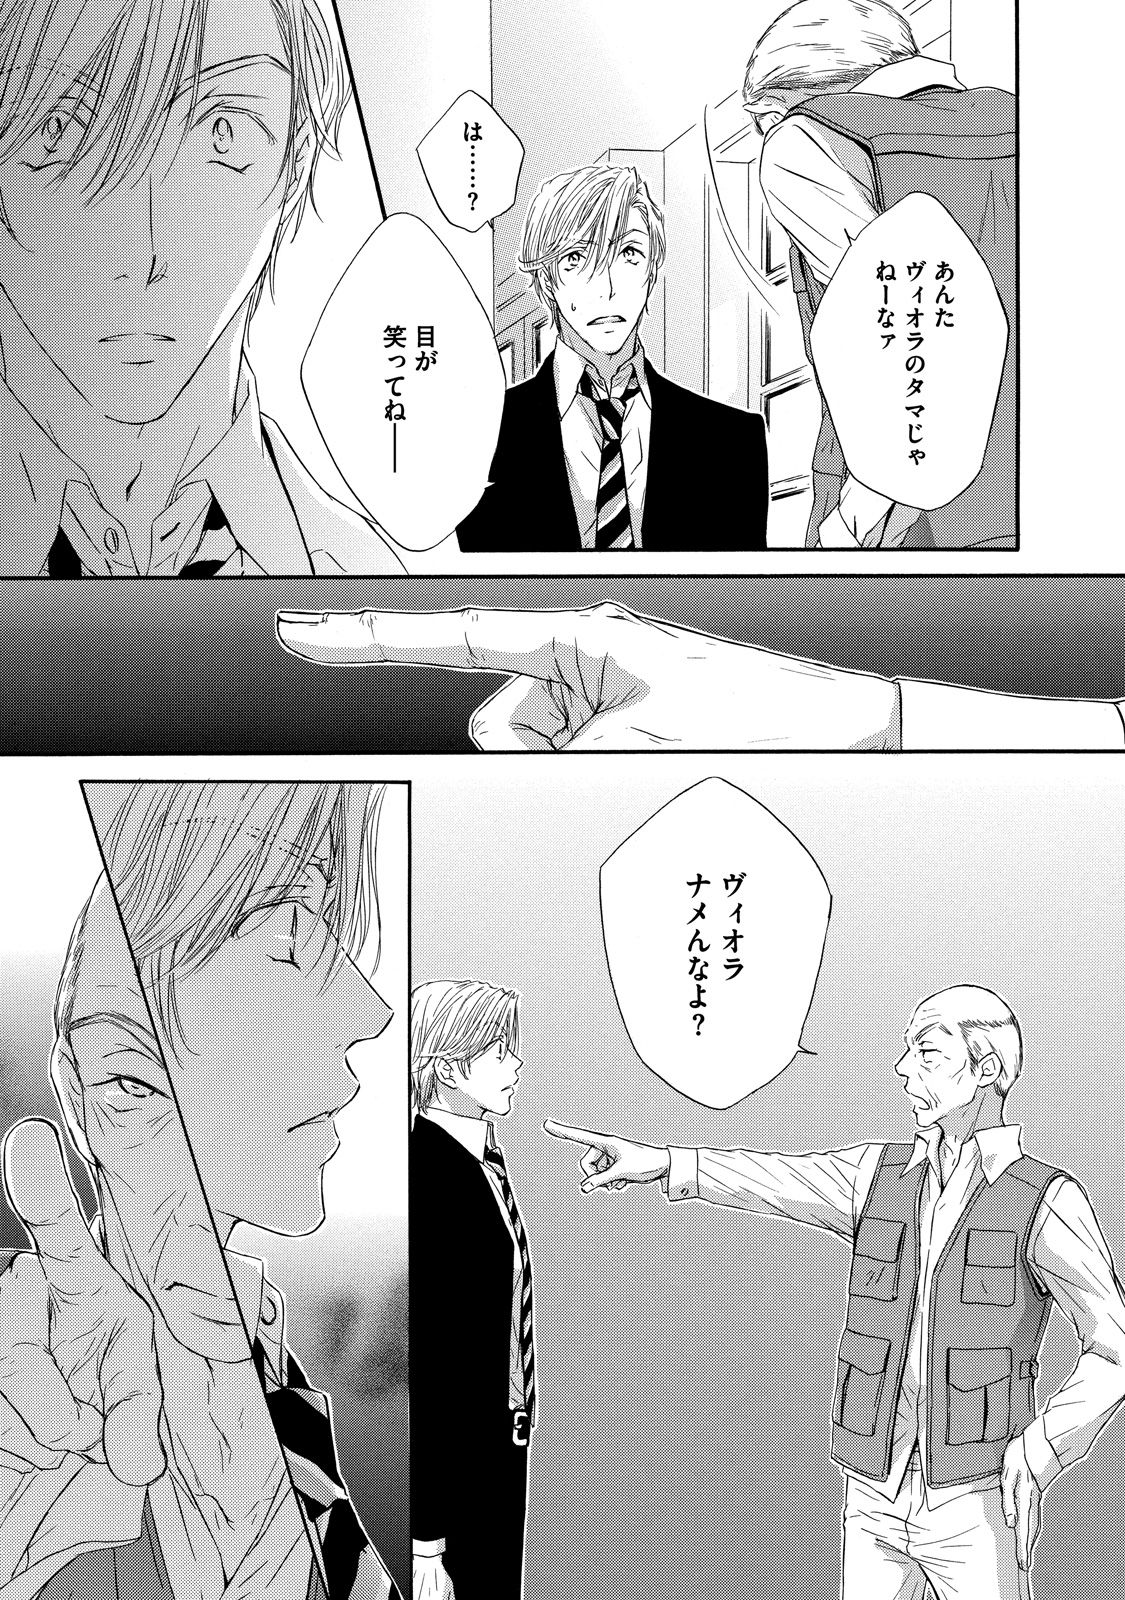 あんた
ヴィオラのタマじゃ
ねーなァ
は……？
目が
笑ってねー──
ヴィオラ
ナメんなよ？